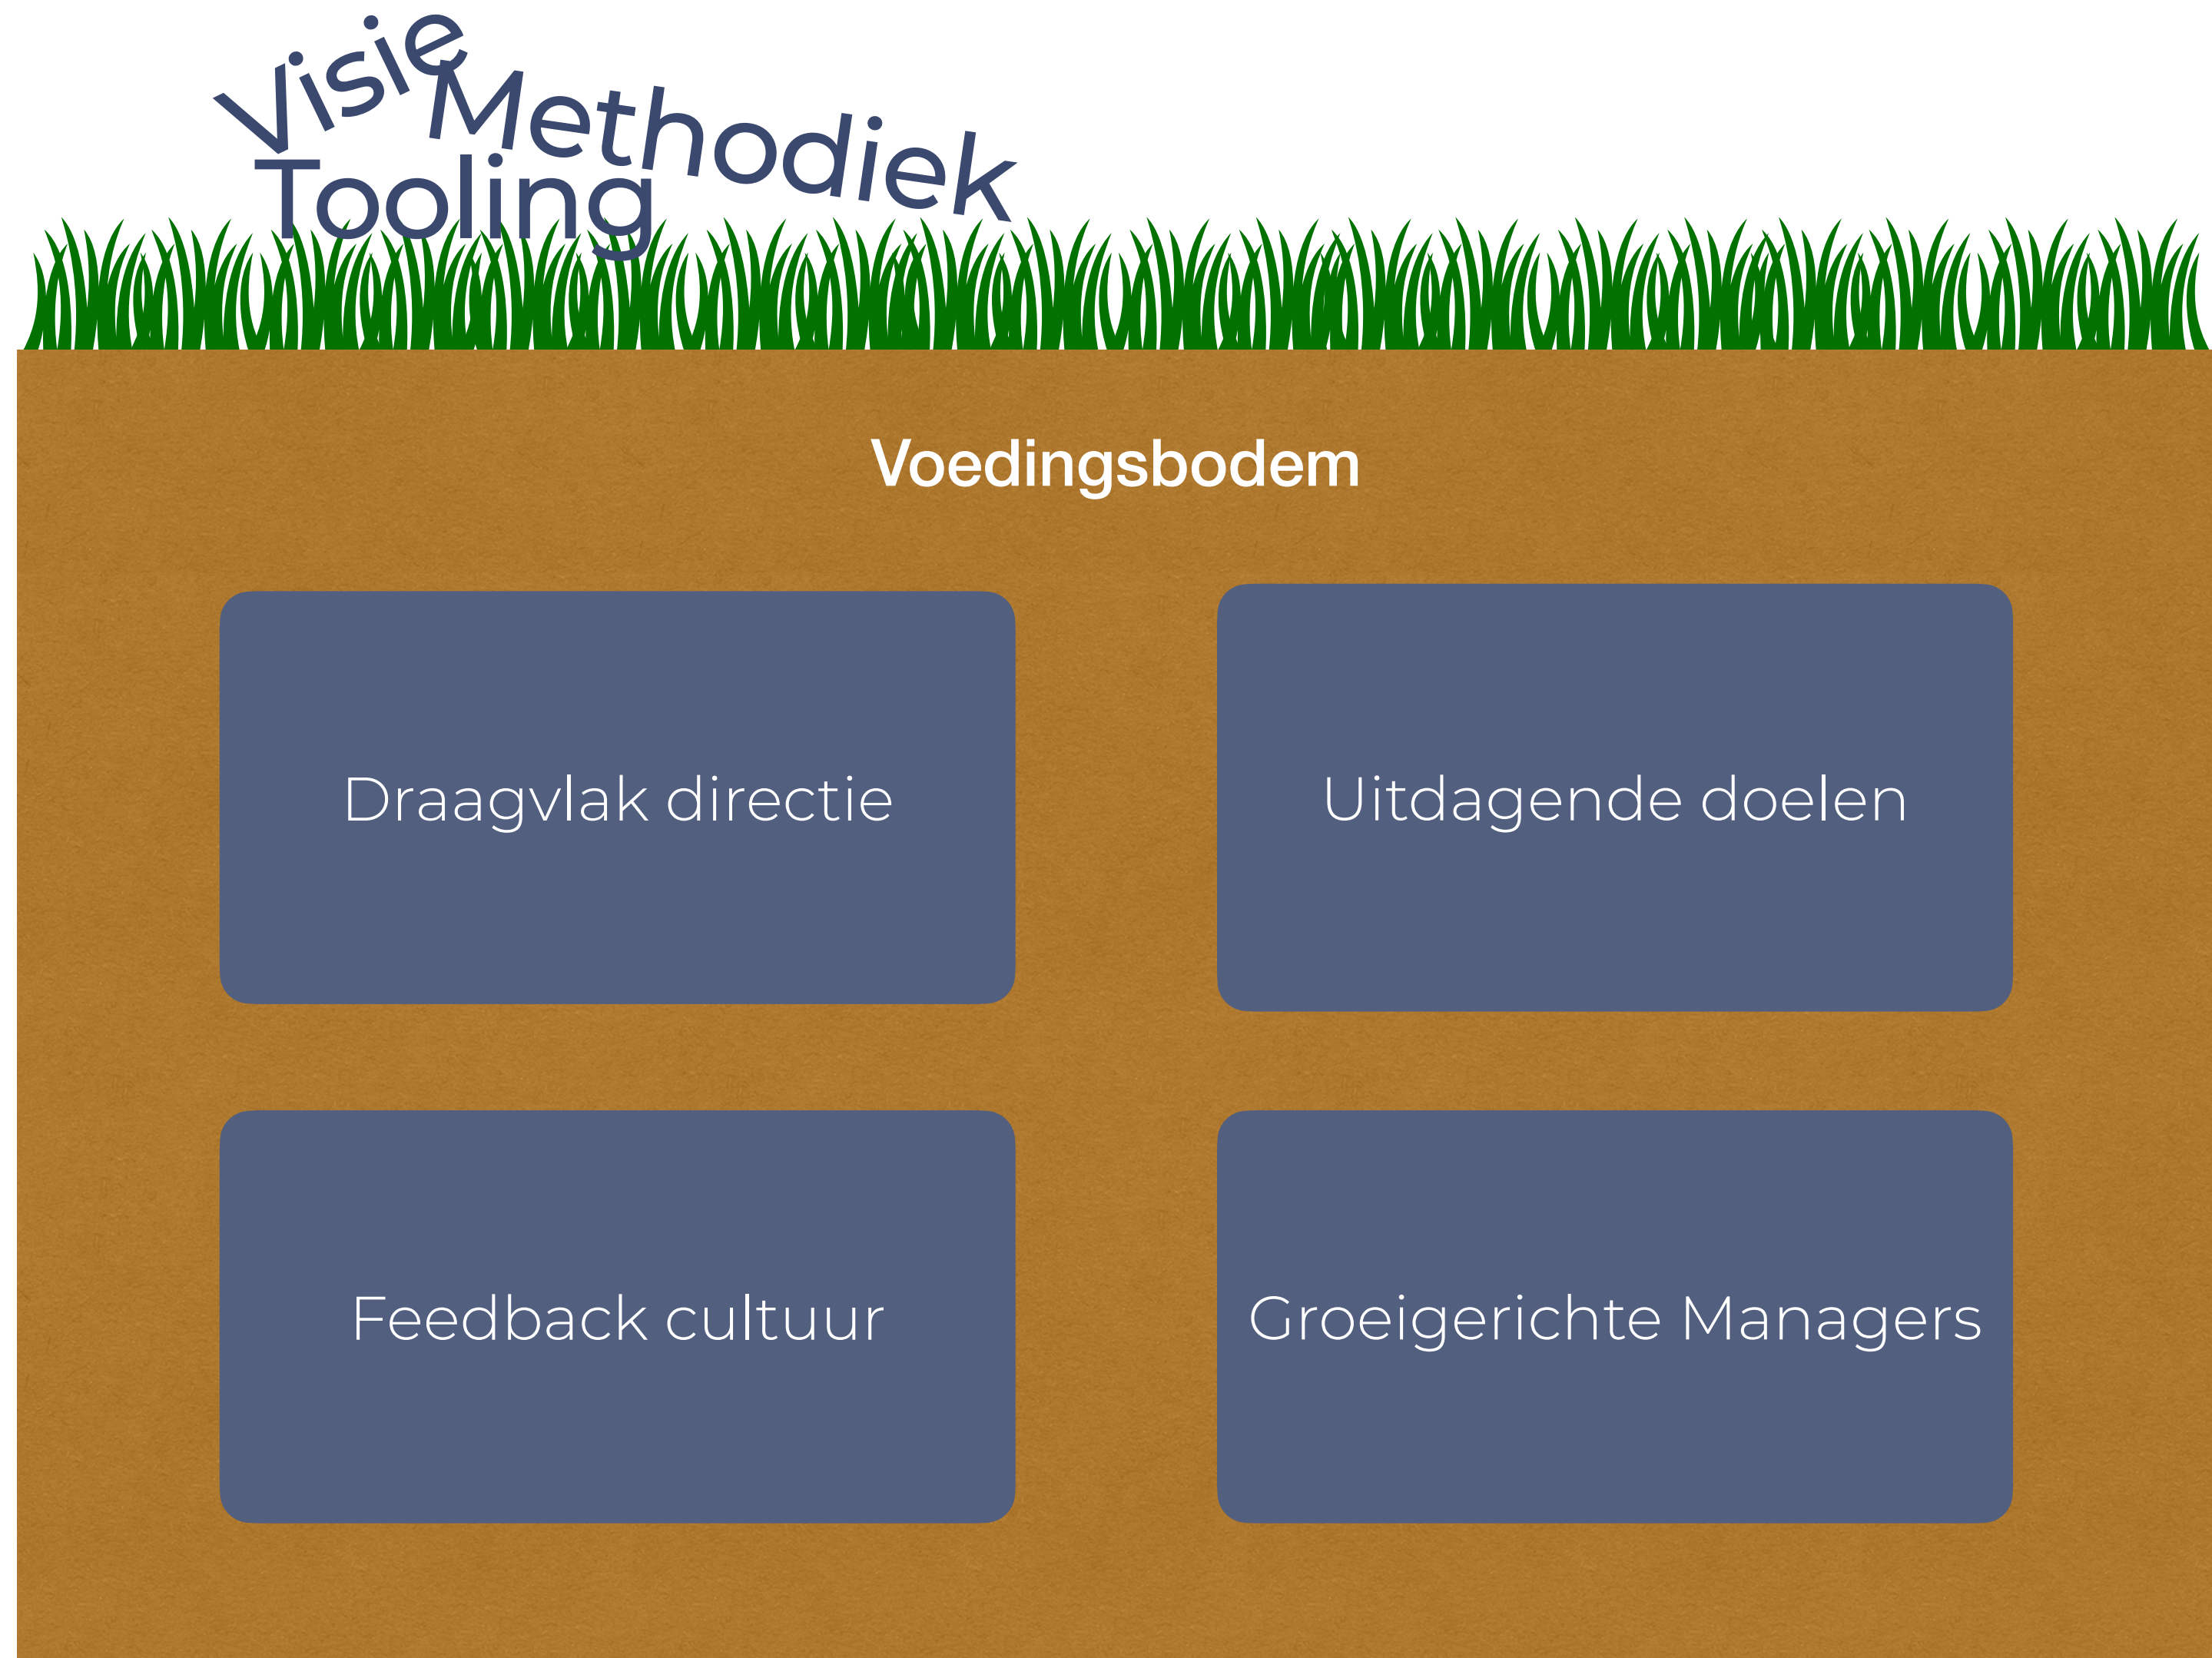 Visie
Methodiek
Tooling
Voedingsbodem
Draagvlak directie
Uitdagende doelen
Feedback cultuur
Groeigerichte Managers